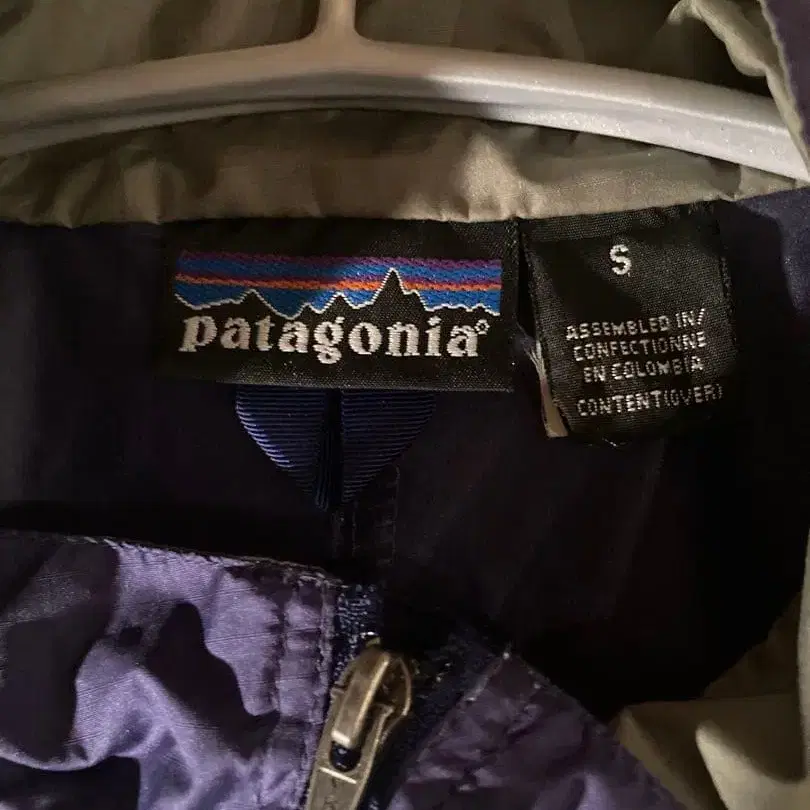 patagonia®
S
ASSEMBLED IN/
CONFECTIONNE
EN COLOMBIA
CONTENT(OVER)